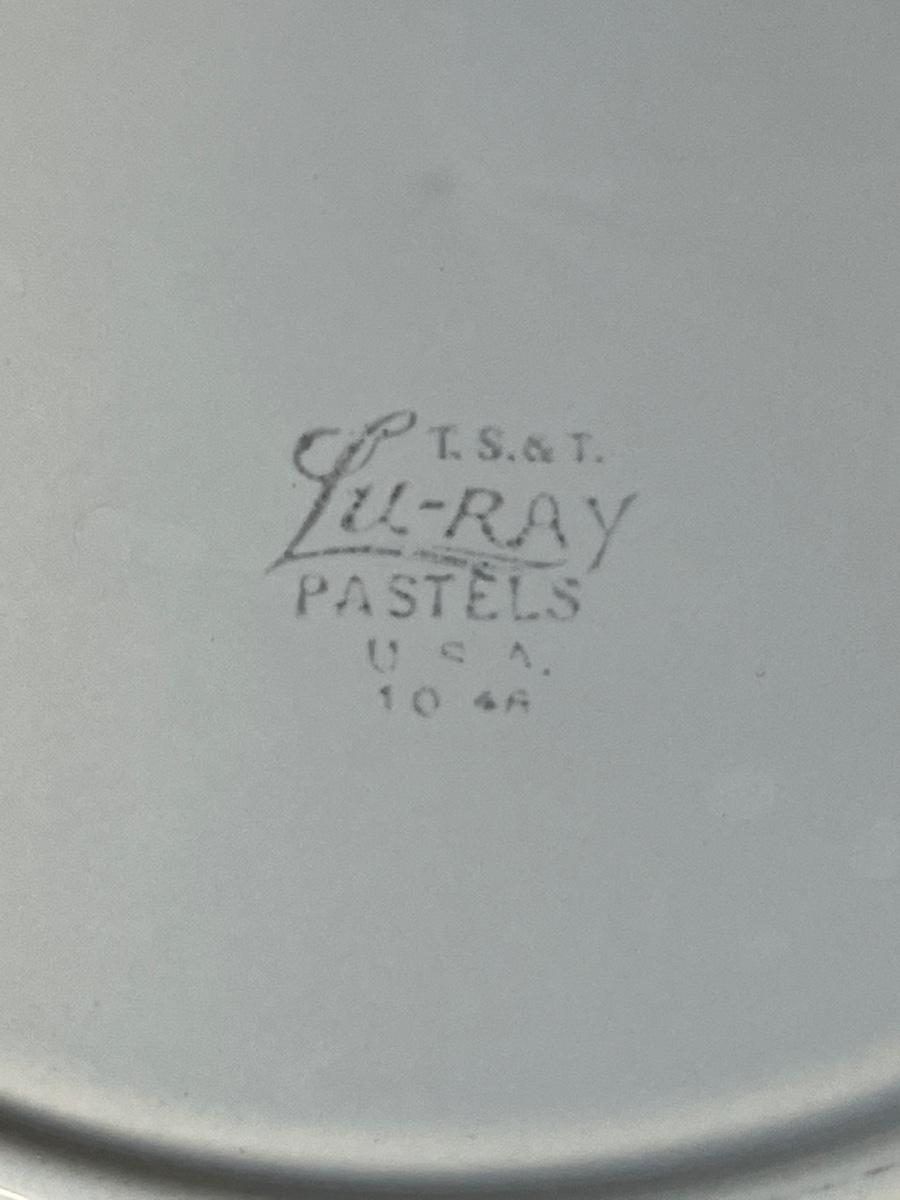 T.S.&T.
Lu-RAY
PASTELS
U S A.
10 46